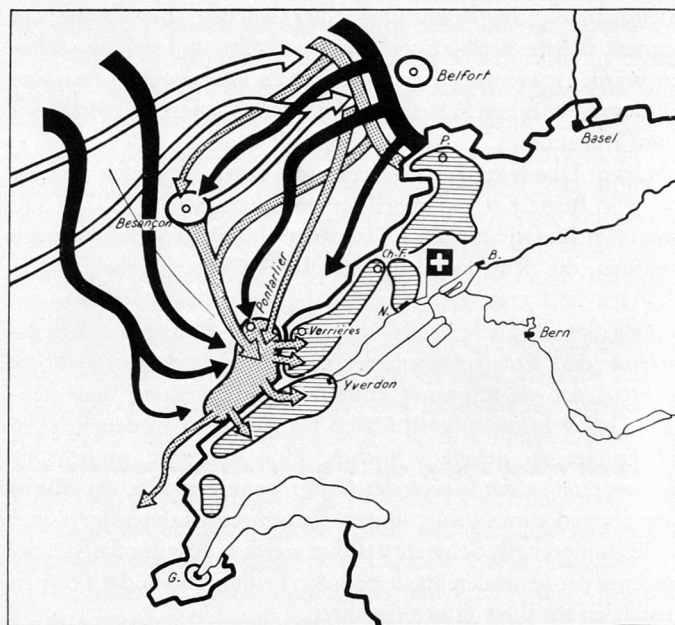 Belfort
Basel
P.
Besançon
Pontarlier
Ch.F.
B.
N.
Verrières
Bern
Yverdon
G.